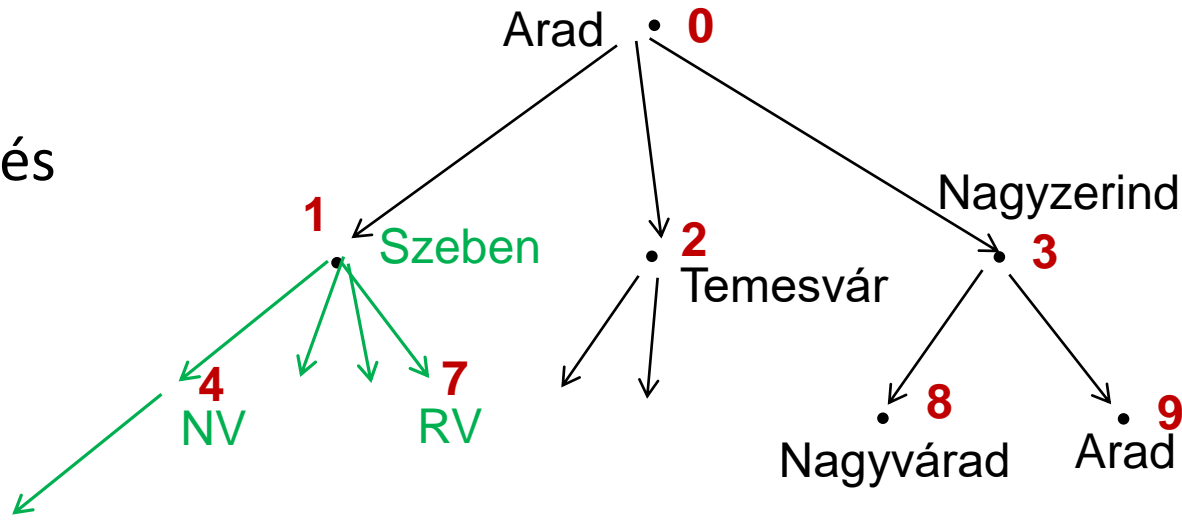 Arad 0
és
Nagyzerind
1
Szeben
2
3
Temesvár
4
7
NV
RV
8
9
Nagyvárad
Arad